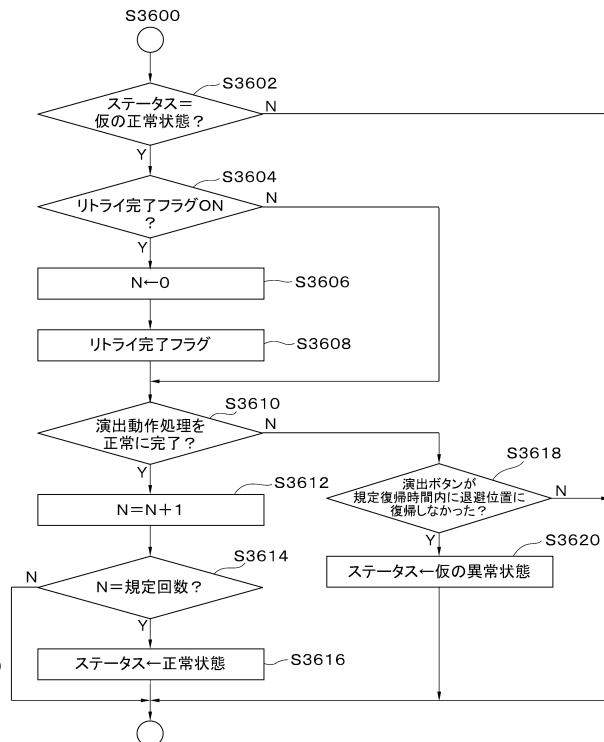 S3600
S3602
ステータス＝
仮の正常状態？
N
Y
S3604
リトライ完了フラグON
？
N
Y
N←0
S3606
リトライ完了フラグ
S3608
S3610
演出動作処理を
正常に完了？
N
Y
S3612
N＝N＋1
S3618
演出ボタンが
規定復帰時間内に退避位置に
復帰しなかった？
N
Y
S3614
N＝規定回数？
N
Y
S3620
ステータス←仮の異常状態
ステータス←正常状態
S3616